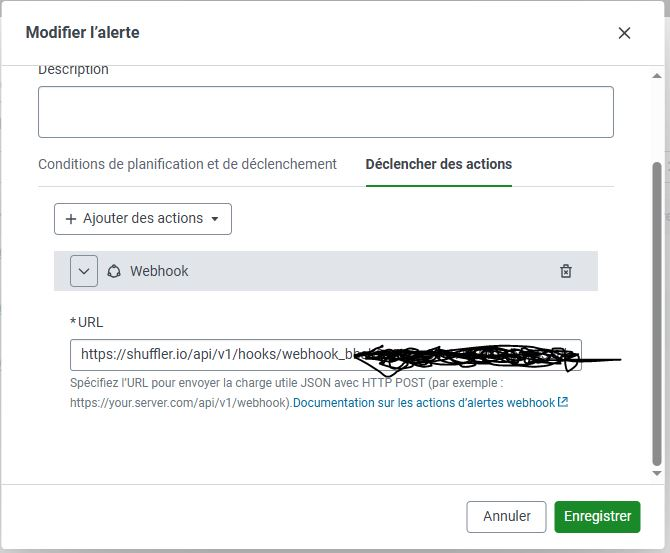 Modifier l'alerte
Description
Conditions de planification et de déclenchement
Déclencher des actions
+ Ajouter des actions
Webhook
* URL
https://shuffler.io/api/v1/hooks/webhook_b
Spécifiez l'URL pour envoyer la charge utile JSON avec HTTP POST (par exemple :
https://your.server.com/api/v1/webhook).Documentation sur les actions d'alertes webhook
Annuler
Enregistrer